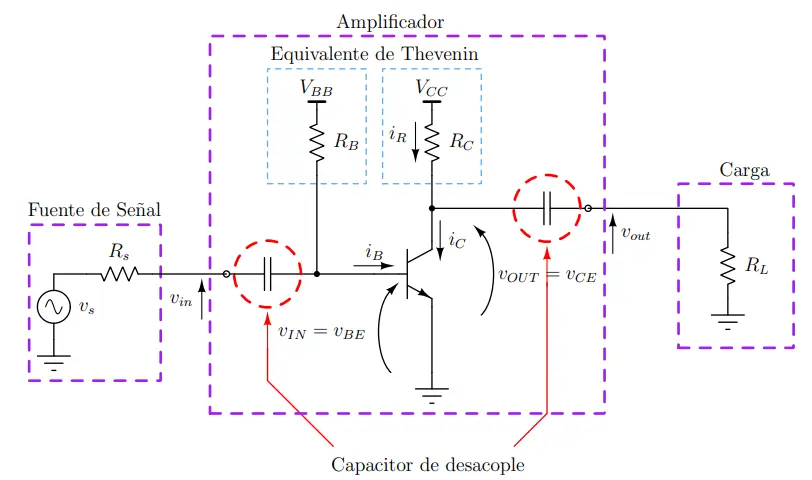 Amplificador
Equivalente de Thevenin
V_{BB}
V_{CC}
R_B
i_R
R_C
Carga
Fuente de Señal
R_s
i_B
i_C
v_{out}
v_{OUT} = v_{CE}
R_L
v_{in}
v_s
v_{IN} = v_{BE}
Capacitor de desacople